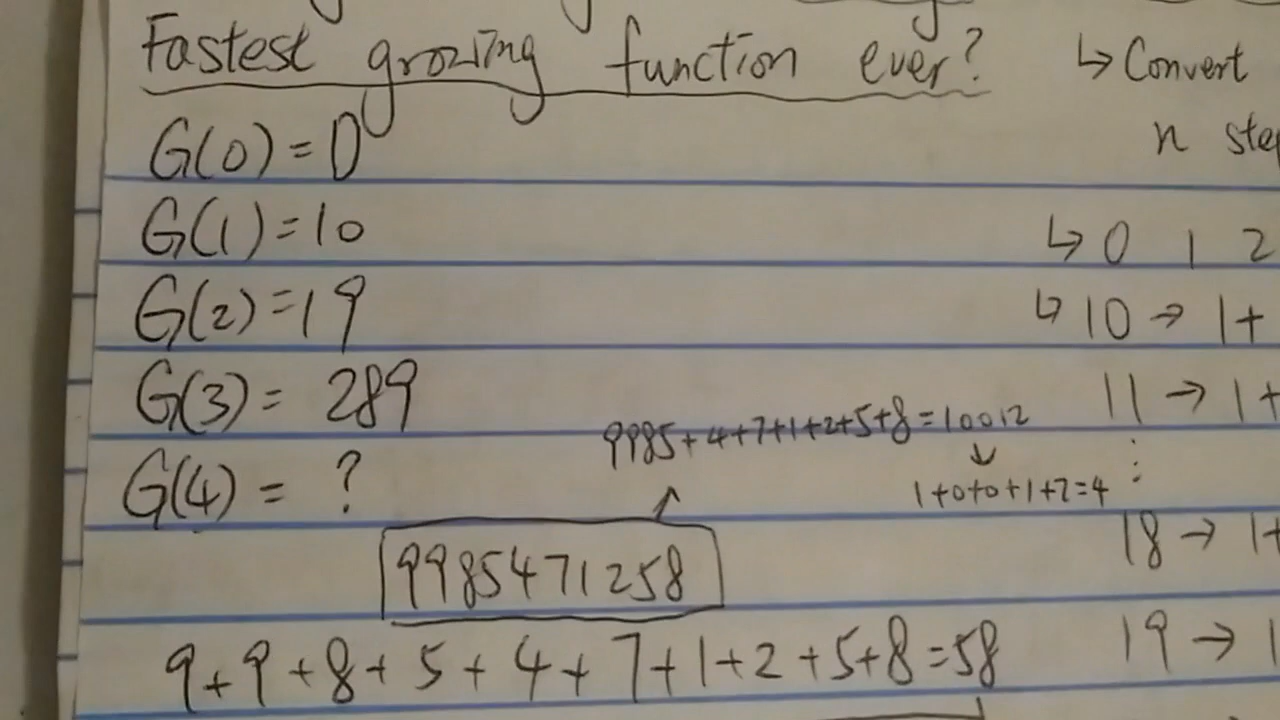 Fastest growing function ever?
G(0)=0
G(1)=10
G(2)=19
G(3)= 289
G(4) = ?
9985+4+7+1+2+5+8=10012
↓
1+0+0+1+2=4
↑
9985471258
9+9+8+5+4+7+1+2+5+8=58
↳ Convert
n ste
↳ 0 1 2
↳ 10 → 1+
11 → 1+
⋮
18 → 1+
19 → 1